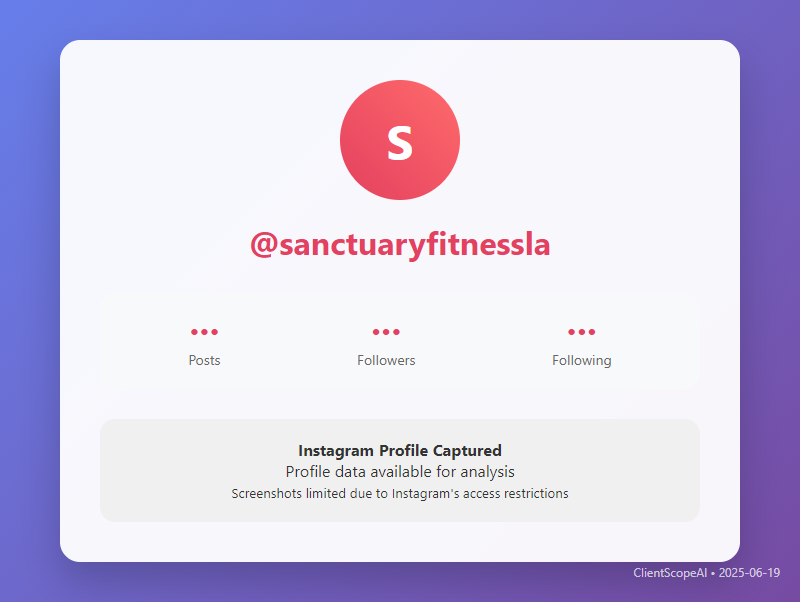 S
@sanctuaryfitnessla
•••
•••
•••
Posts
Followers
Following
Instagram Profile Captured
Profile data available for analysis
Screenshots limited due to Instagram's access restrictions
ClientScopeAI • 2025-06-19